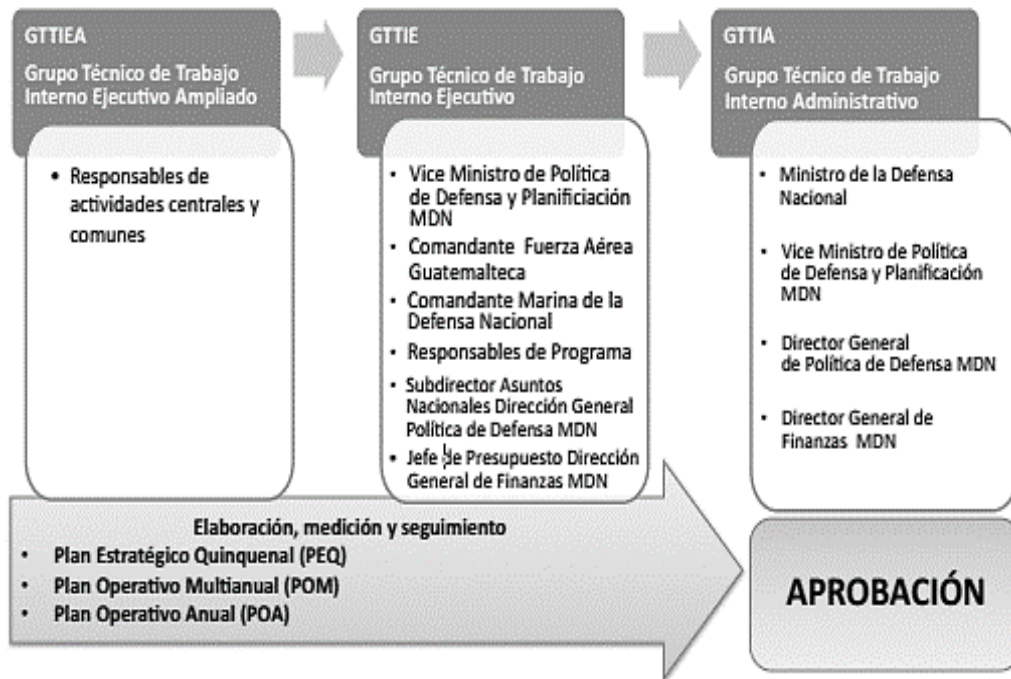 GTTIEA
Grupo Técnico de Trabajo
Interno Ejecutivo Ampliado
• Responsables de
actividades centrales y
comunes
GTTIE
Grupo Técnico de Trabajo
Interno Ejecutivo
• Vice Ministro de Política
de Defensa y Planificiación
MDN
• Comandante Fuerza Aérea
Guatemalteca
• Comandante Marina de la
Defensa Nacional
• Responsables de Programa
• Subdirector Asuntos
Nacionales Dirección General
Política de Defensa MDN
• Jefe de Presupuesto Dirección
General de Finanzas MDN
GTTIA
Grupo Técnico de Trabajo
Interno Administrativo
• Ministro de la Defensa
Nacional
• Vice Ministro de Política
de Defensa y Planificación
MDN
• Director General
de Política de Defensa MDN
• Director General de
Finanzas MDN
Elaboración, medición y seguimiento
• Plan Estratégico Quinquenal (PEQ)
• Plan Operativo Multianual (POM)
• Plan Operativo Anual (POA)
APROBACIÓN